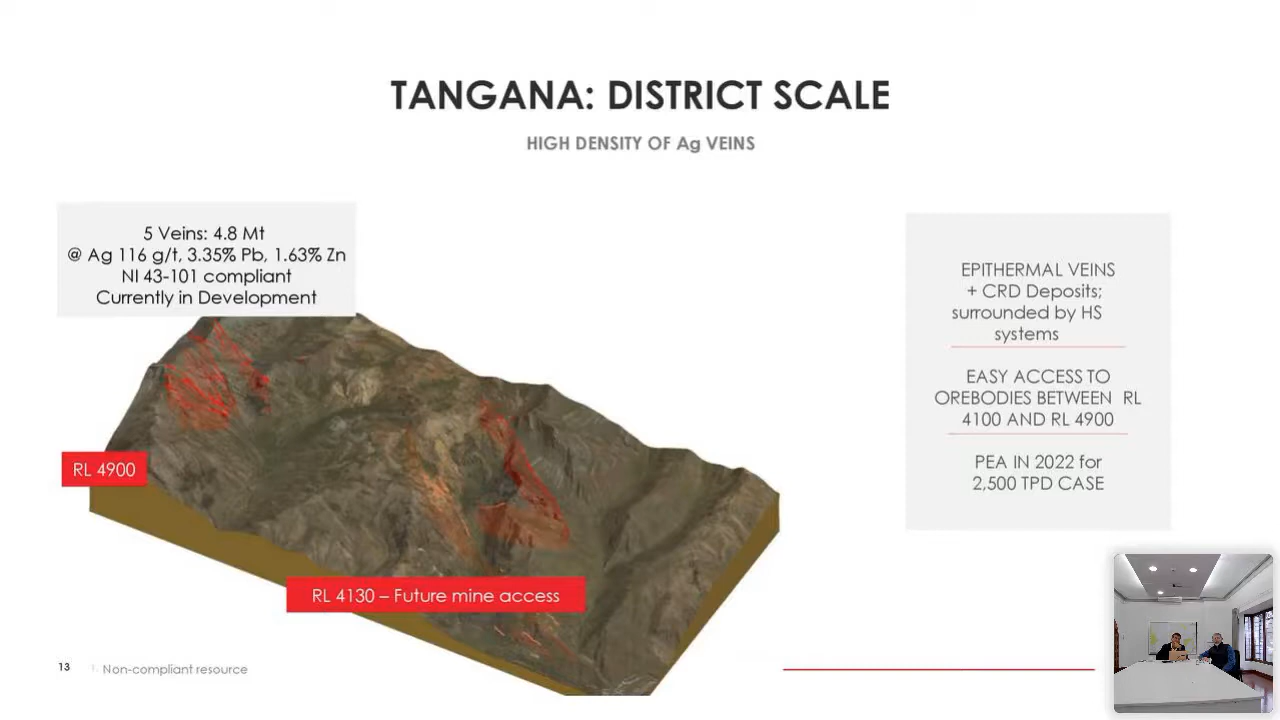 TANGANA: DISTRICT SCALE
HIGH DENSITY OF Ag VEINS
5 Veins: 4.8 Mt
@ Ag 116 g/t, 3.35% Pb, 1.63% Zn
NI 43-101 compliant
Currently in Development
RL 4900
RL 4130 – Future mine access
EPITHERMAL VEINS
+ CRD Deposits;
surrounded by HS
systems
EASY ACCESS TO
OREBODIES BETWEEN RL
4100 AND RL 4900
PEA IN 2022 for
2,500 TPD CASE
13
1. Non-compliant resource